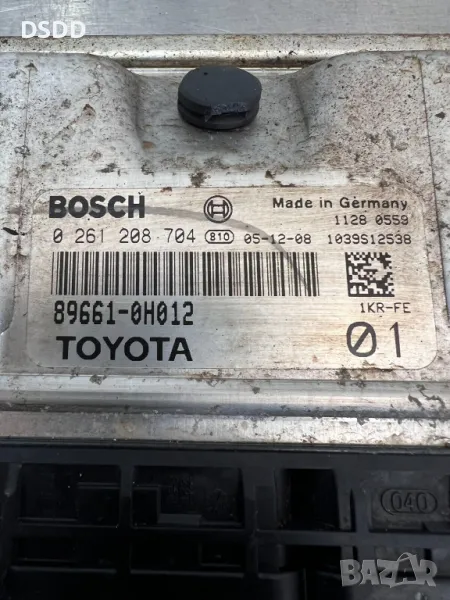 DSDD
BOSCH
Made in Germany
1128 0559
0 261 208 704 810 05-12-08 1039S12538
89661-0H012
1KR-FE
TOYOTA
01
040
BAZAR